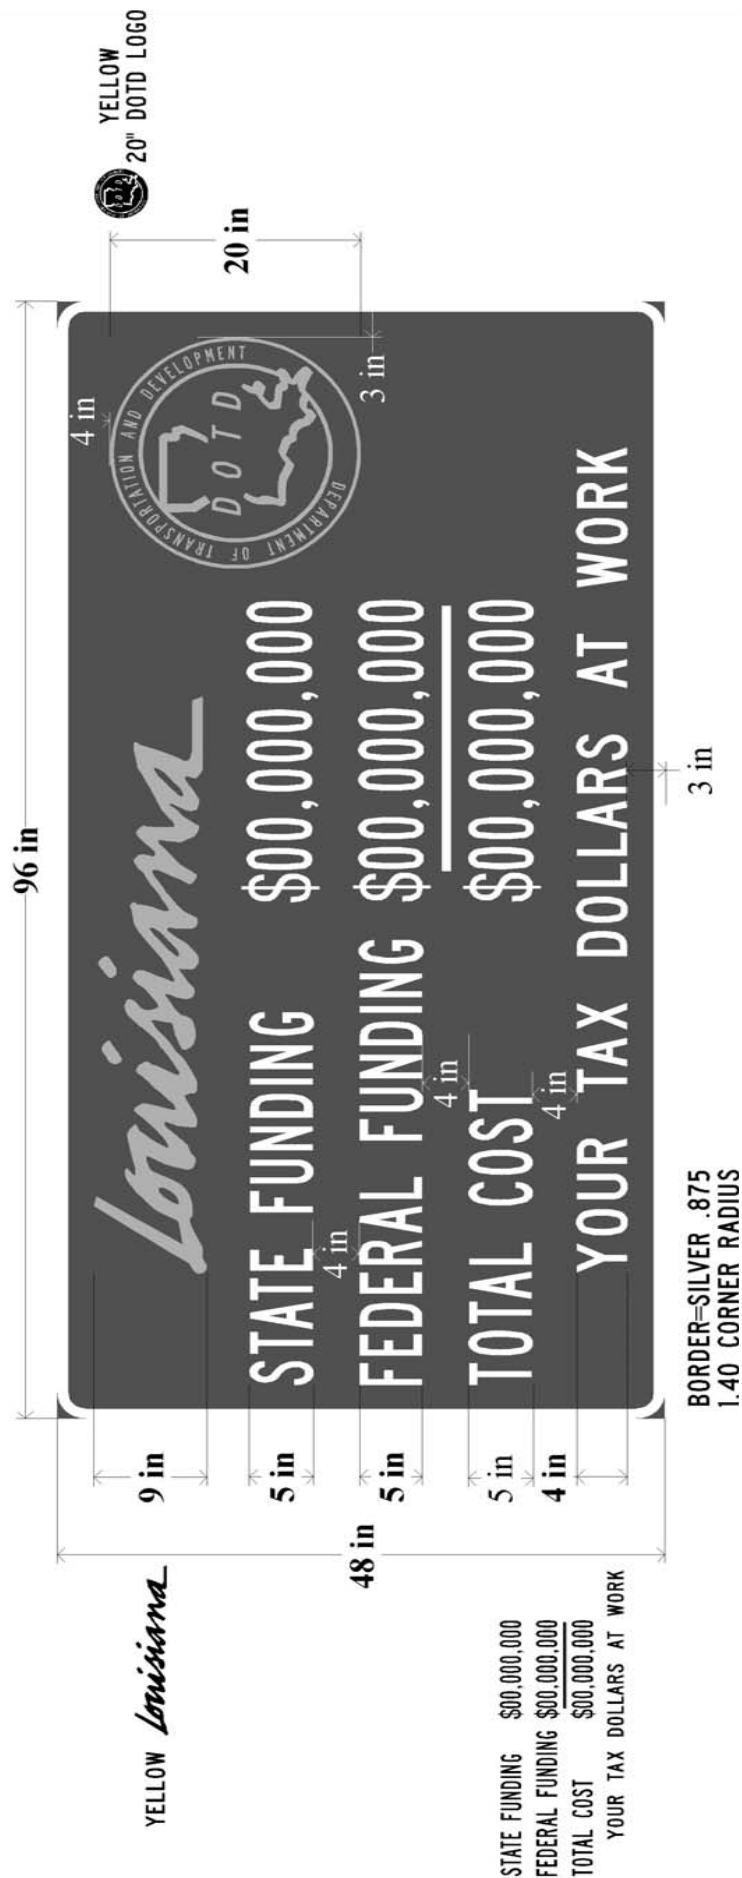 YELLOW
20" DOTD LOGO
96 in
4 in
20 in
3 in
Louisiana
DEPARTMENT OF TRANSPORTATION AND DEVELOPMENT
DOTD
STATE FUNDING $00,000,000
4 in
FEDERAL FUNDING $00,000,000
4 in
TOTAL COST $00,000,000
4 in
YOUR TAX DOLLARS AT WORK
3 in
9 in
5 in
5 in
5 in
4 in
48 in
BORDER=SILVER .875
1.40 CORNER RADIUS
YELLOW Louisiana
STATE FUNDING $00,000,000
FEDERAL FUNDING $00,000,000
TOTAL COST $00,000,000
YOUR TAX DOLLARS AT WORK